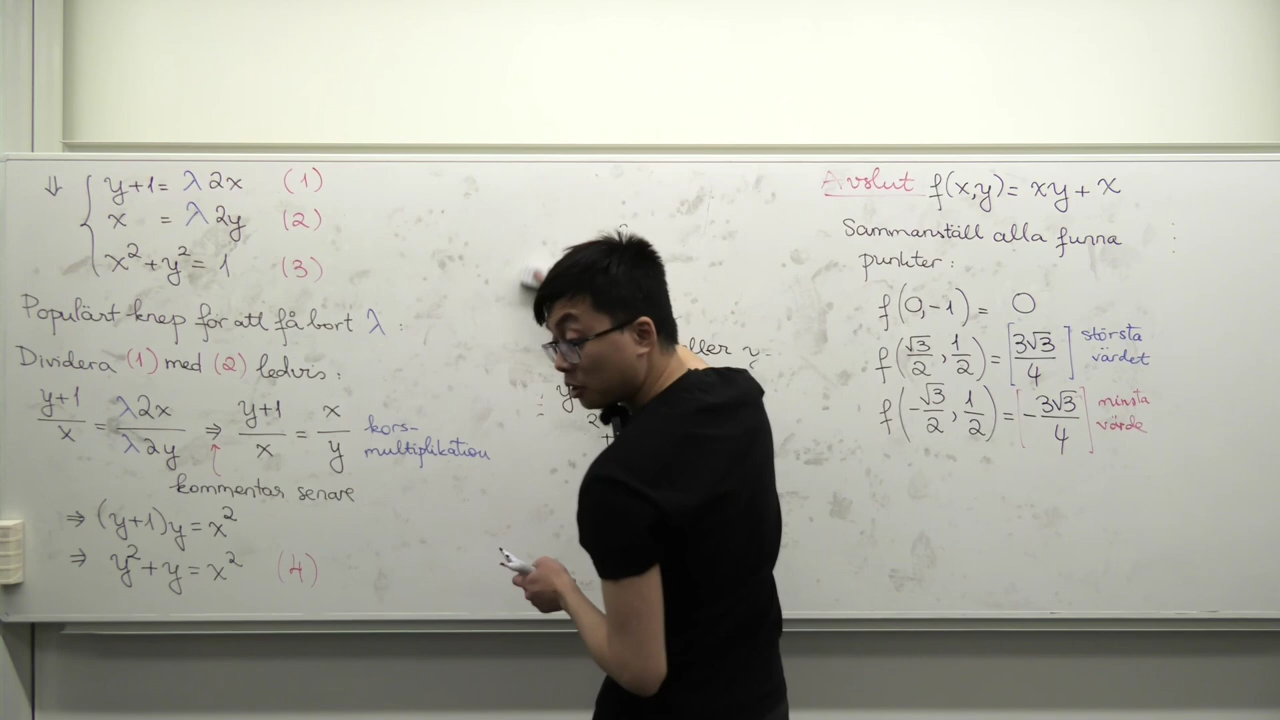 ⇓ { y+1 = λ2x (1)
x = λ2y (2)
x²+y² = 1 (3)
Populärt knep för att få bort λ :
Dividera (1) med (2) ledvis :
(y+1)/x = λ2x/λ2y ⇒ (y+1)/x = x/y kors-
multiplikation
kommentar senare
⇒ (y+1)y = x²
⇒ y²+y = x² (4)
y
2
+
Avslut f(x,y) = xy + x
Sammanställ alla funna
punkter :
f(0,-1) = 0
f(√3/2, 1/2) = [3√3/4] största
värdet
f(-√3/2, 1/2) = [-3√3/4] minsta
värde